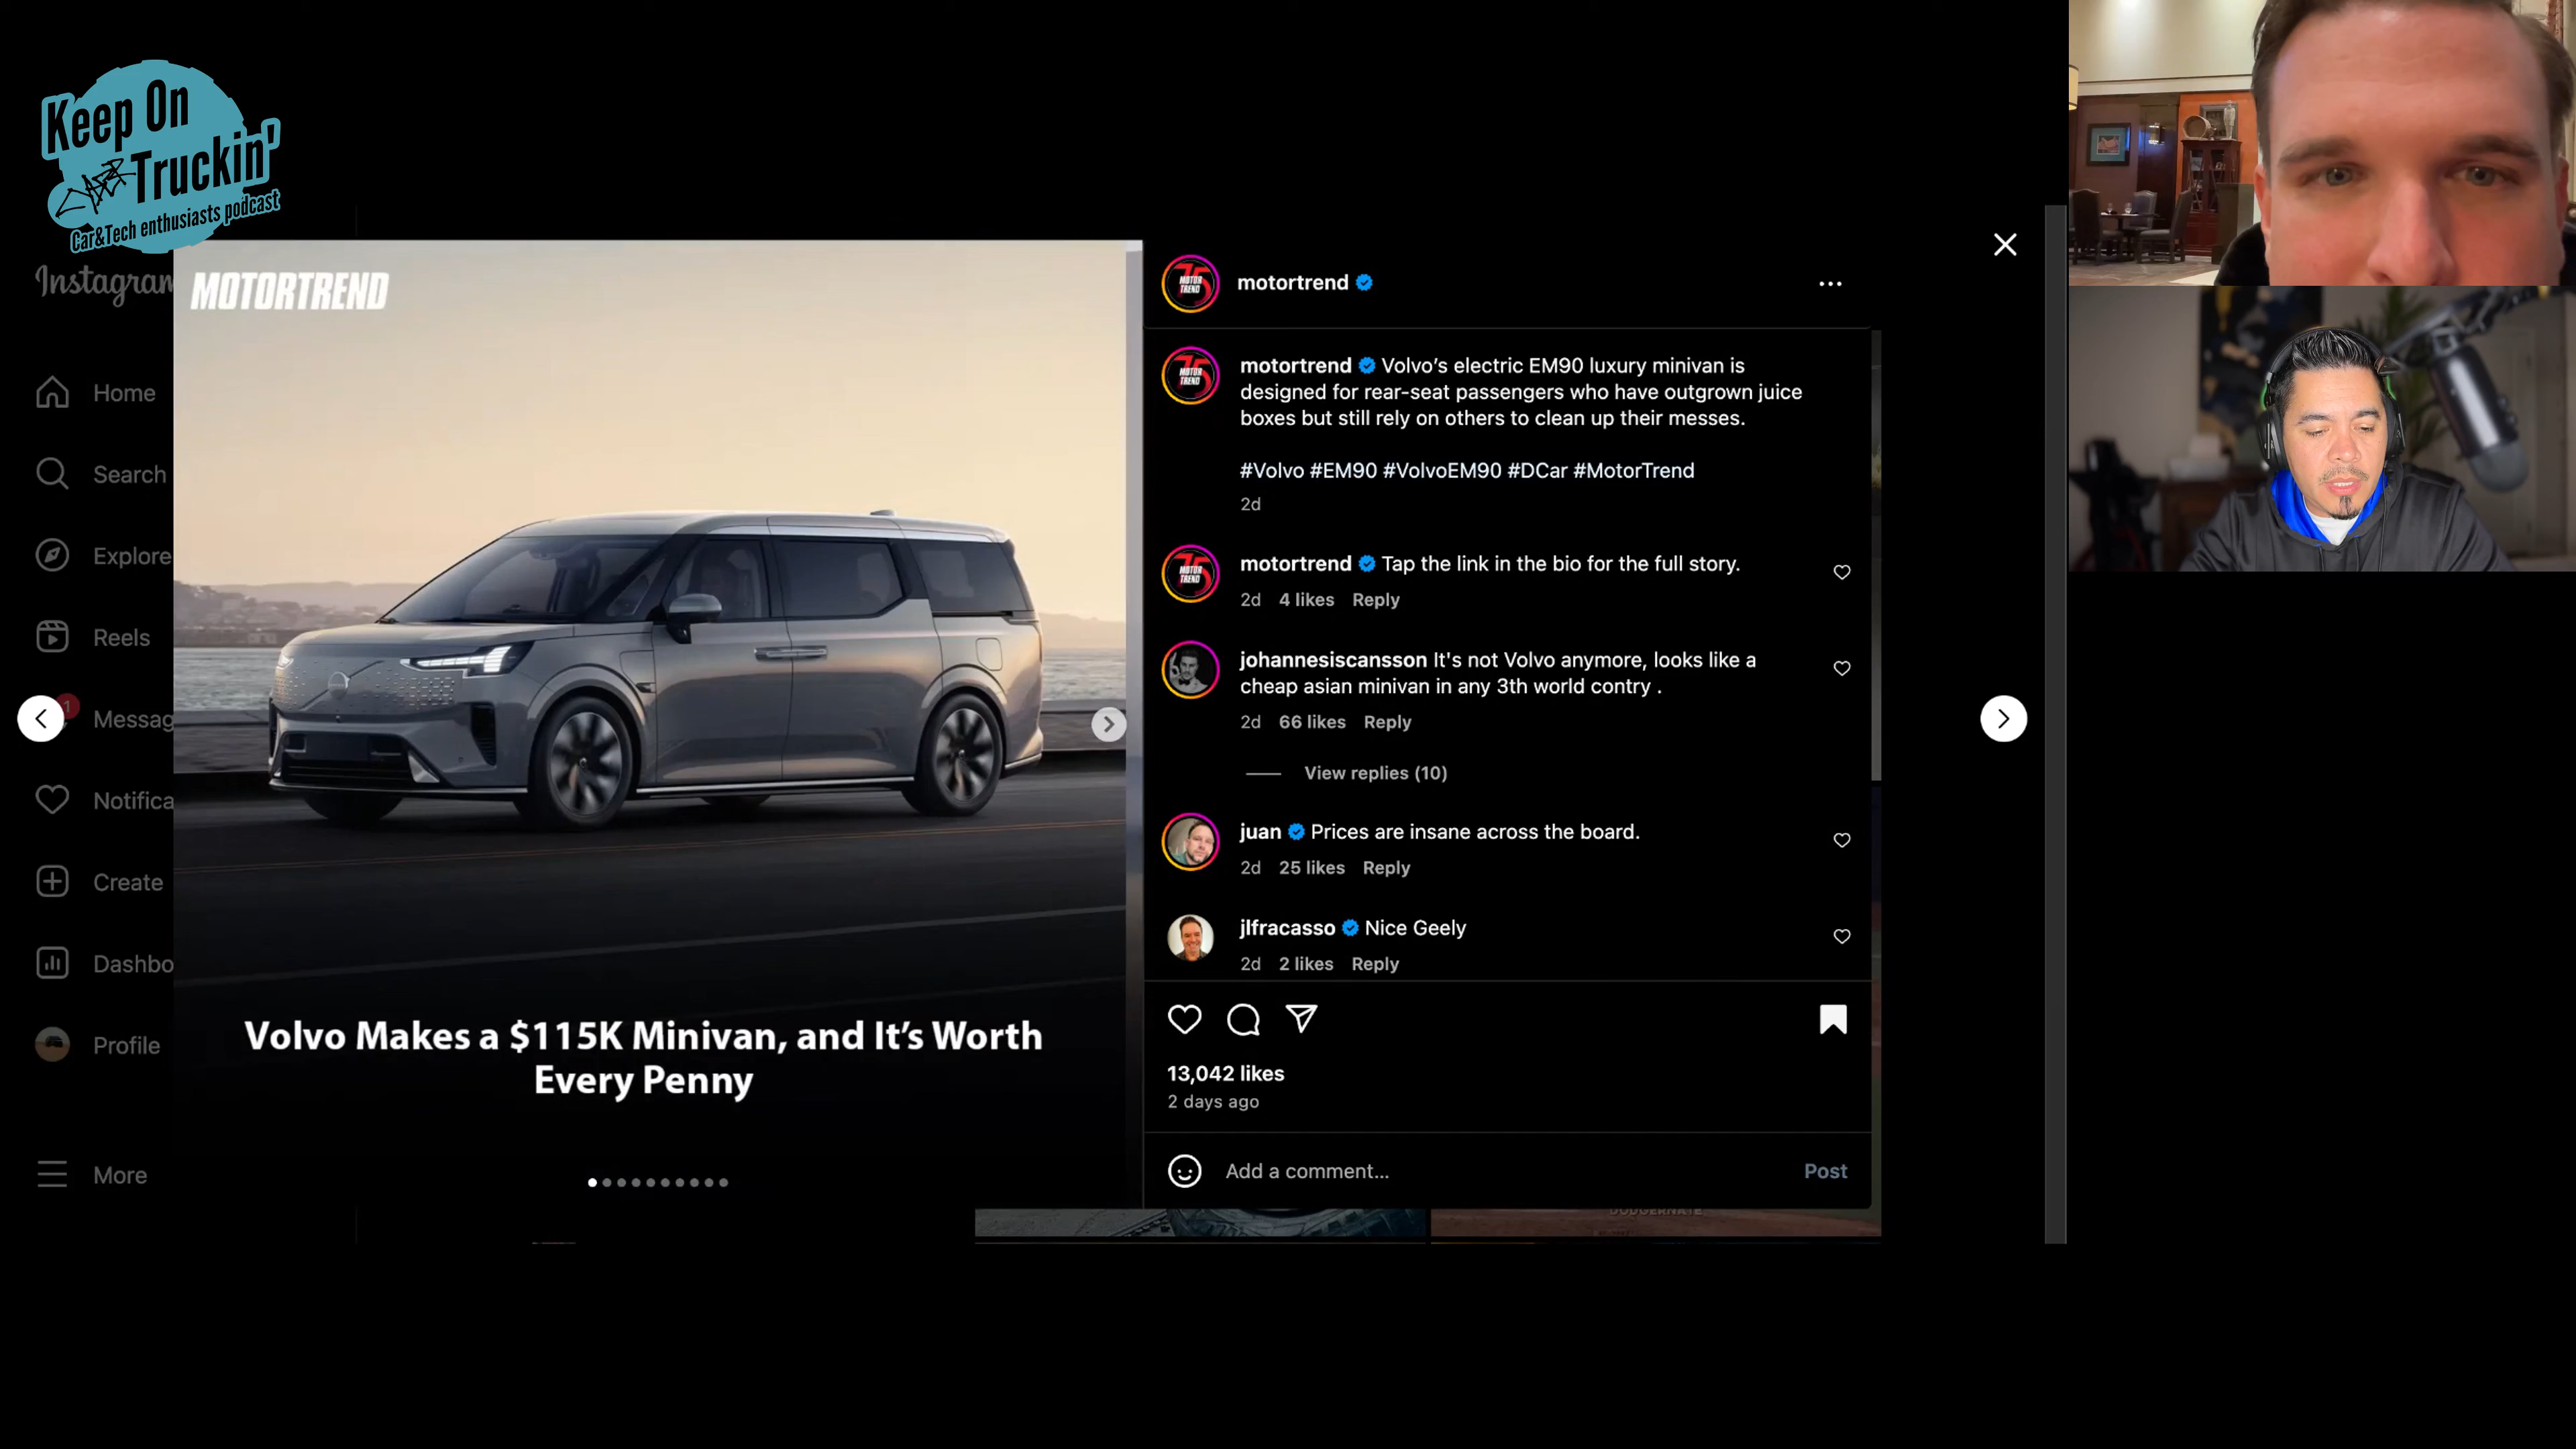 Keep On
Truckin'
Car&Tech enthusiasts podcast
Instagram
Home
Search
Explore
Reels
1
Messag
Notifica
Create
Dashbo
Profile
More
MOTORTREND
Volvo Makes a $115K Minivan, and It's Worth
Every Penny
motortrend
motortrend Volvo's electric EM90 luxury minivan is
designed for rear-seat passengers who have outgrown juice
boxes but still rely on others to clean up their messes.
#Volvo #EM90 #VolvoEM90 #DCar #MotorTrend
2d
motortrend Tap the link in the bio for the full story.
2d 4 likes Reply
johannesiscansson It's not Volvo anymore, looks like a
cheap asian minivan in any 3th world contry .
2d 66 likes Reply
View replies (10)
juan Prices are insane across the board.
2d 25 likes Reply
jlfracasso Nice Geely
2d 2 likes Reply
13,042 likes
2 days ago
Add a comment...
Post